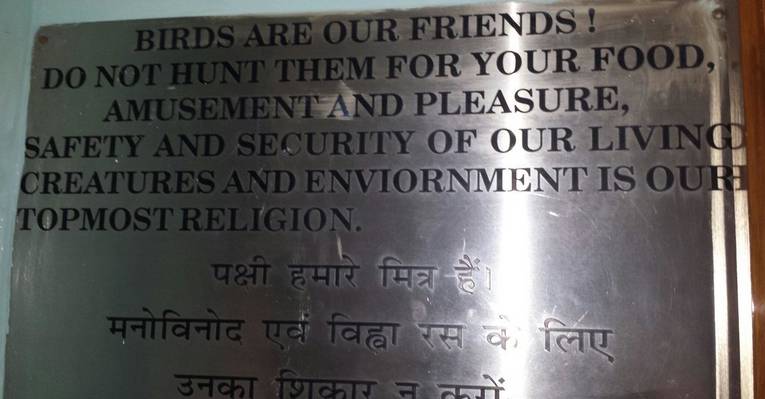 BIRDS ARE OUR FRIENDS !
DO NOT HUNT THEM FOR YOUR FOOD,
AMUSEMENT AND PLEASURE,
SAFETY AND SECURITY OF OUR LIVING
CREATURES AND ENVIORNMENT IS OUR
TOPMOST RELIGION.
पक्षी हमारे मित्र हैं।
मनोविनोद एवं विह्वा रस के लिए
उनका शिकार न करों